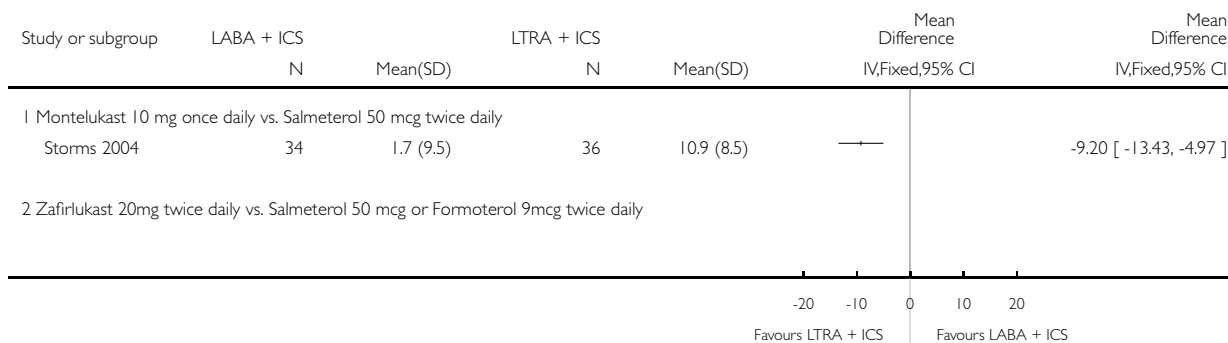 Study or subgroup LABA + ICS LTRA + ICS Mean Difference Mean Difference
N Mean(SD) N Mean(SD) IV,Fixed,95% CI IV,Fixed,95% CI
1 Montelukast 10 mg once daily vs. Salmeterol 50 mcg twice daily
Storms 2004 34 1.7 (9.5) 36 10.9 (8.5) -9.20 [ -13.43, -4.97 ]
2 Zafirlukast 20mg twice daily vs. Salmeterol 50 mcg or Formoterol 9mcg twice daily
-20 -10 0 10 20
Favours LTRA + ICS Favours LABA + ICS